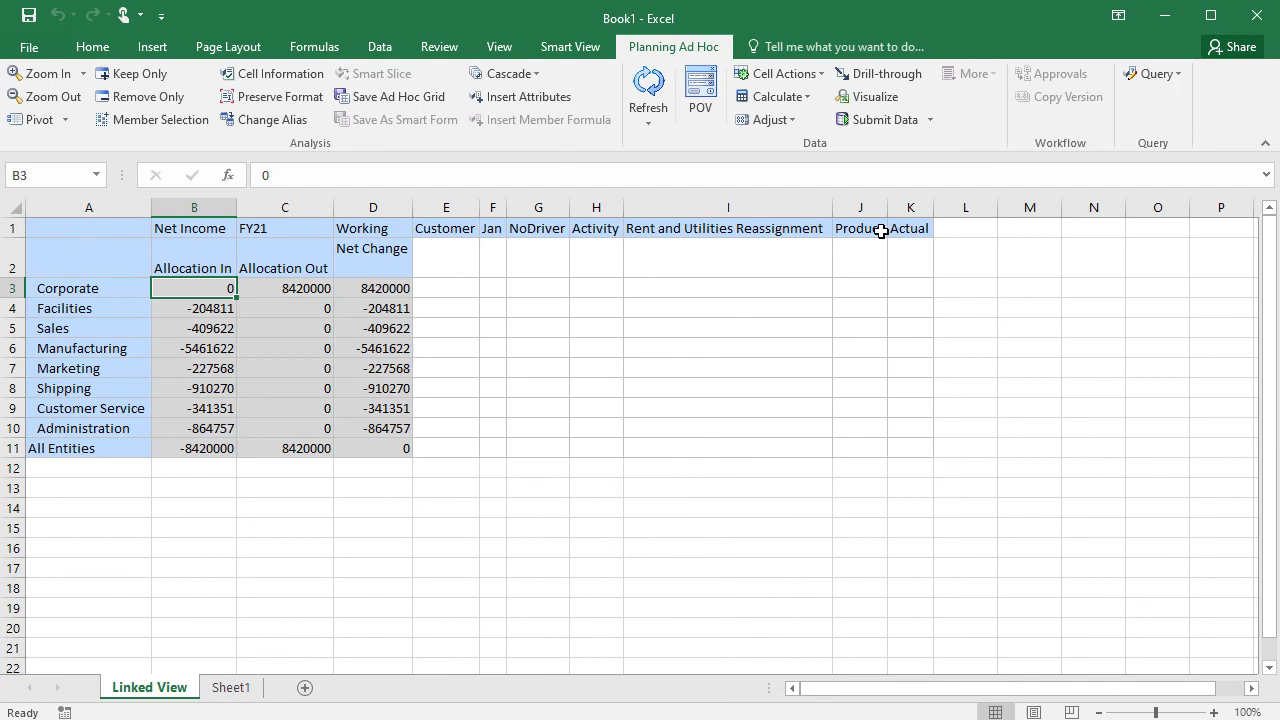 Book1 - Excel
File Home Insert Page Layout Formulas Data Review View Smart View Planning Ad Hoc Tell me what you want to do... Share
Zoom In Keep Only Cell Information Smart Slice Cascade Cell Actions Drill-through More Approvals Query
Zoom Out Remove Only Preserve Format Save Ad Hoc Grid Insert Attributes Refresh POV Calculate Visualize Copy Version
Pivot Member Selection Change Alias Save As Smart Form Insert Member Formula Adjust Submit Data
Analysis Data Workflow Query
B3 fx 0
A B C D E F G H I J K L M N O P
1 Net Income FY21 Working Customer Jan NoDriver Activity Rent and Utilities Reassignment Actual
2 Allocation In Allocation Out Net Change
3 Corporate 0 8420000 8420000
4 Facilities -204811 0 -204811
5 Sales -409622 0 -409622
6 Manufacturing -5461622 0 -5461622
7 Marketing -227568 0 -227568
8 Shipping -910270 0 -910270
9 Customer Service -341351 0 -341351
10 Administration -864757 0 -864757
11 All Entities -8420000 8420000 0
12
13
14
15
16
17
18
19
20
21
22
Linked View Sheet1
Ready 100%